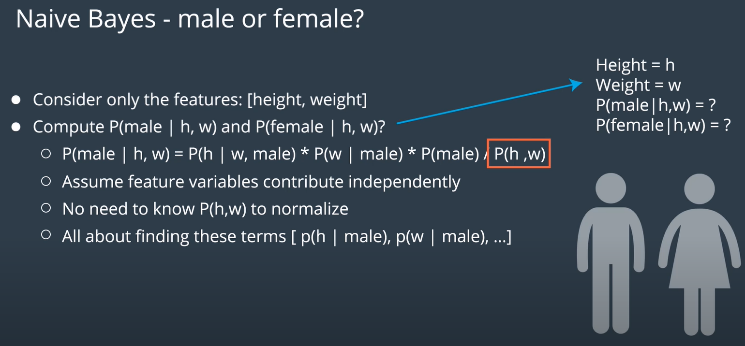 Naive Bayes - male or female?
Height = h
Weight = w
P(male|h,w) = ?
P(female|h,w) = ?
● Consider only the features: [height, weight]
● Compute P(male | h, w) and P(female | h, w)?
○ P(male | h, w) = P(h | w, male) * P(w | male) * P(male) / P(h ,w)
○ Assume feature variables contribute independently
○ No need to know P(h,w) to normalize
○ All about finding these terms [ p(h | male), p(w | male), ...]